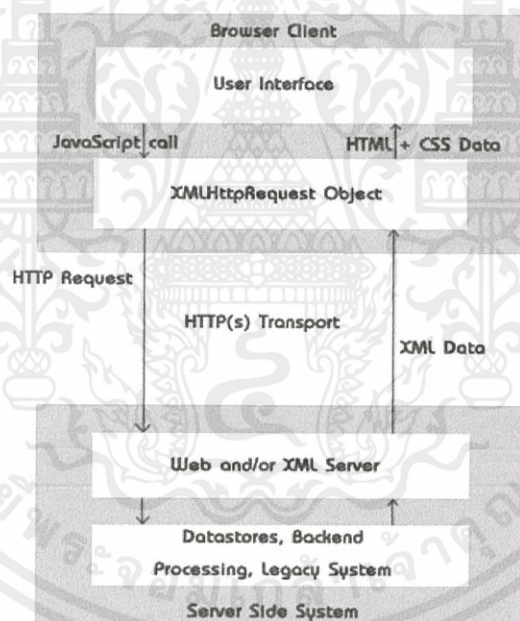 Browser Client
User Interface
JavaScript call
HTML + CSS Data
XMLHttpRequest Object
HTTP Request
HTTP(s) Transport
XML Data
Web and/or XML Server
Datastores, Backend
Processing, Legacy System
Server Side System